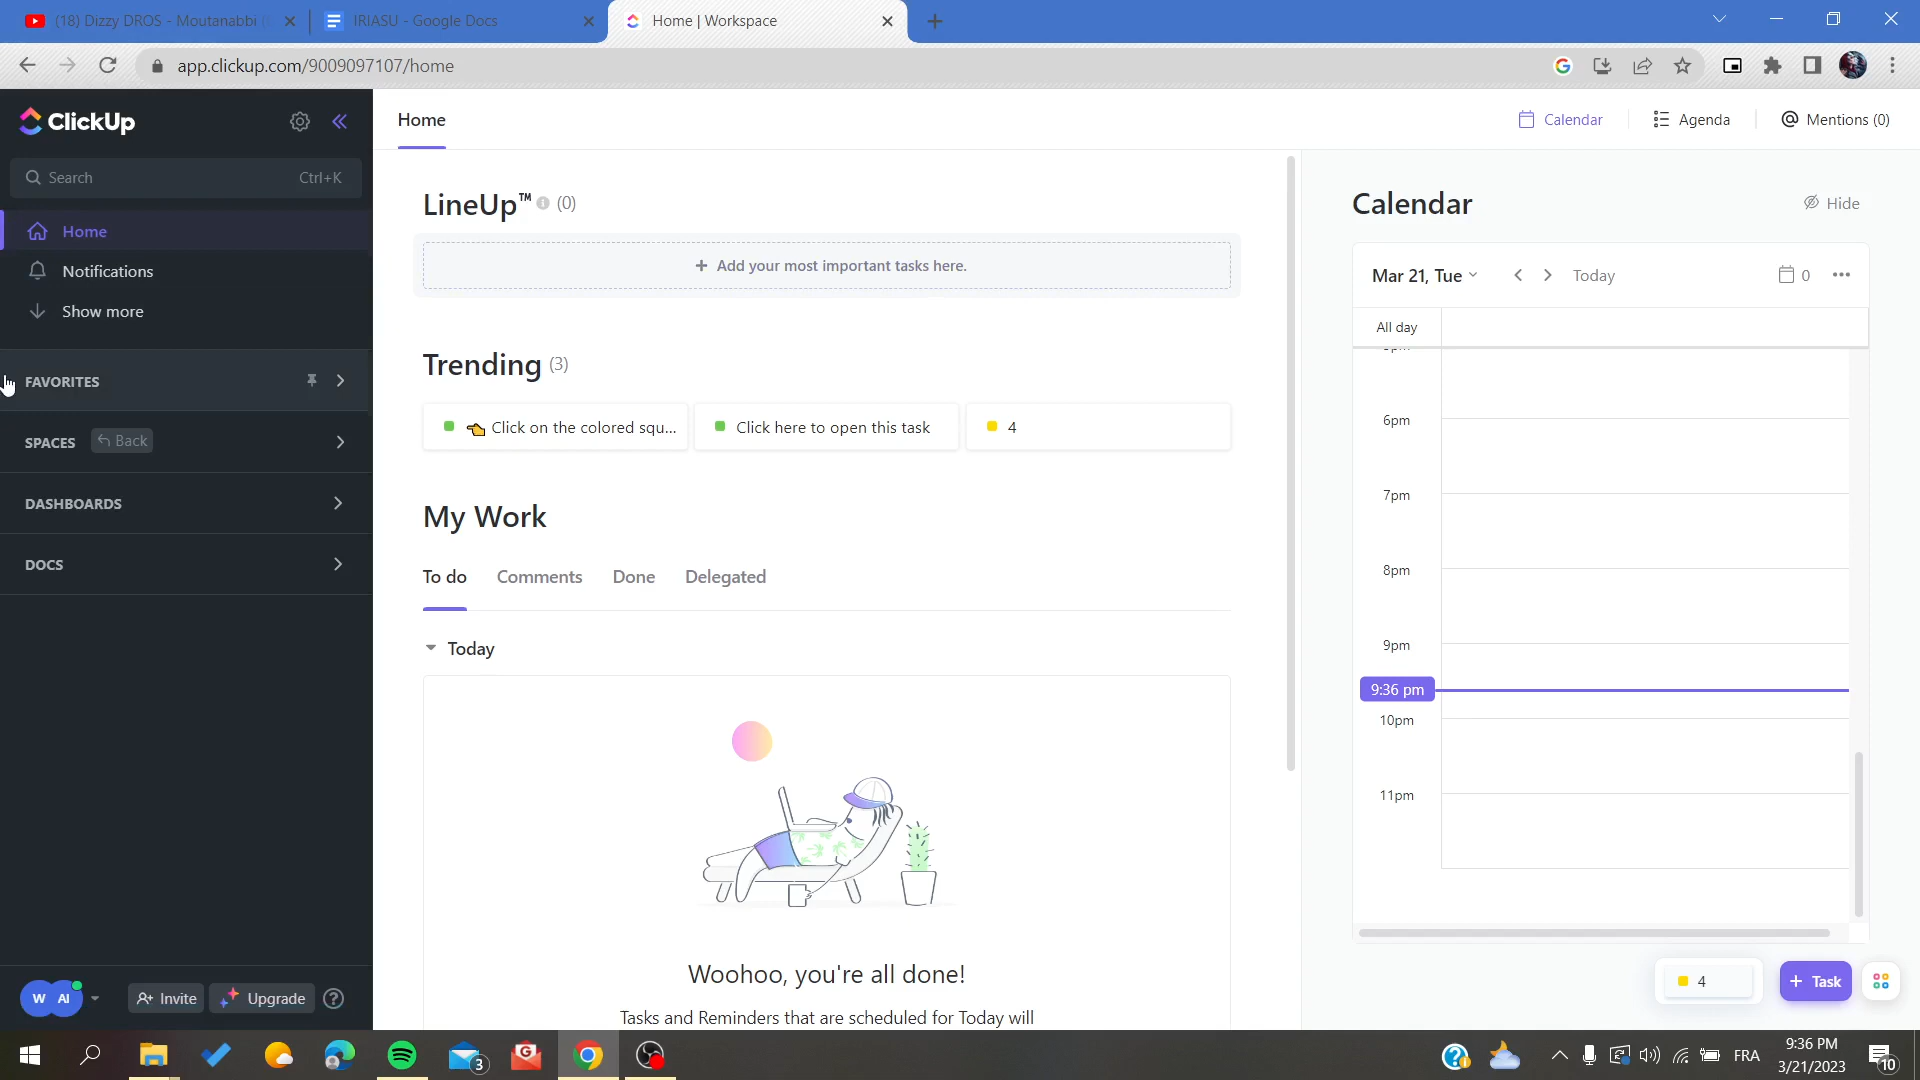 (18) Dizzy DROS - Moutanabbi
IRIASU - Google Docs
Home | Workspace
app.clickup.com/9009097107/home
ClickUp
Search
Ctrl+K
Home
Notifications
Show more
FAVORITES
SPACES
Back
DASHBOARDS
DOCS
W
AI
Invite
Upgrade
Home
Calendar
Agenda
Mentions (0)
LineUp™ (0)
+ Add your most important tasks here.
Trending (3)
Click on the colored squ...
Click here to open this task
4
My Work
To do
Comments
Done
Delegated
Today
Woohoo, you're all done!
Tasks and Reminders that are scheduled for Today will
Calendar
Hide
Mar 21, Tue
Today
0
All day
6pm
7pm
8pm
9pm
9:36 pm
10pm
11pm
4
+ Task
3
FRA
9:36 PM
3/21/2023
10